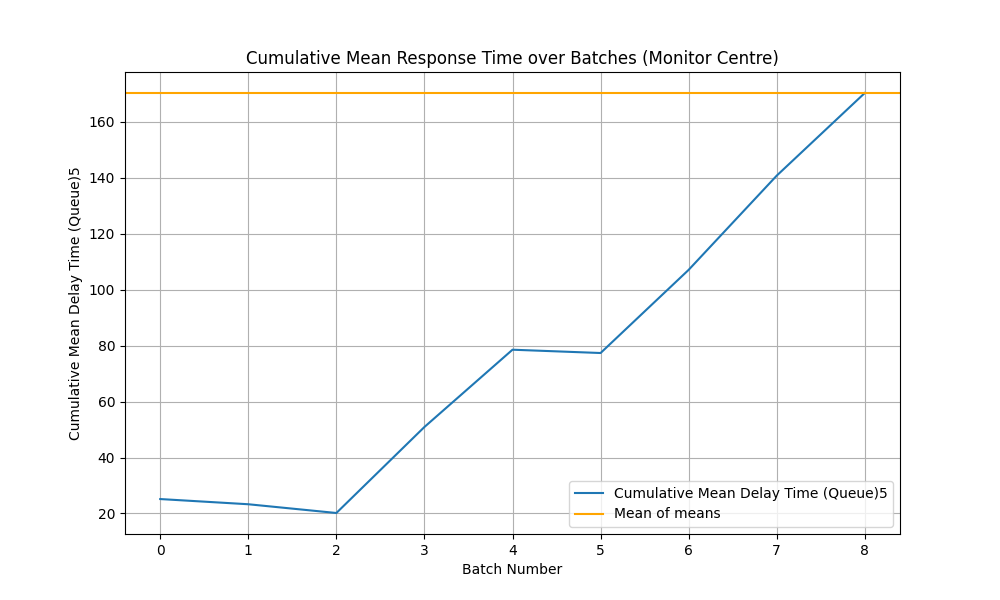 Cumulative Mean Response Time over Batches (Monitor Centre)
Cumulative Mean Delay Time (Queue)5
160
140
120
100
80
60
40
20
Cumulative Mean Delay Time (Queue)5
Mean of means
0 1 2 3 4 5 6 7 8
Batch Number